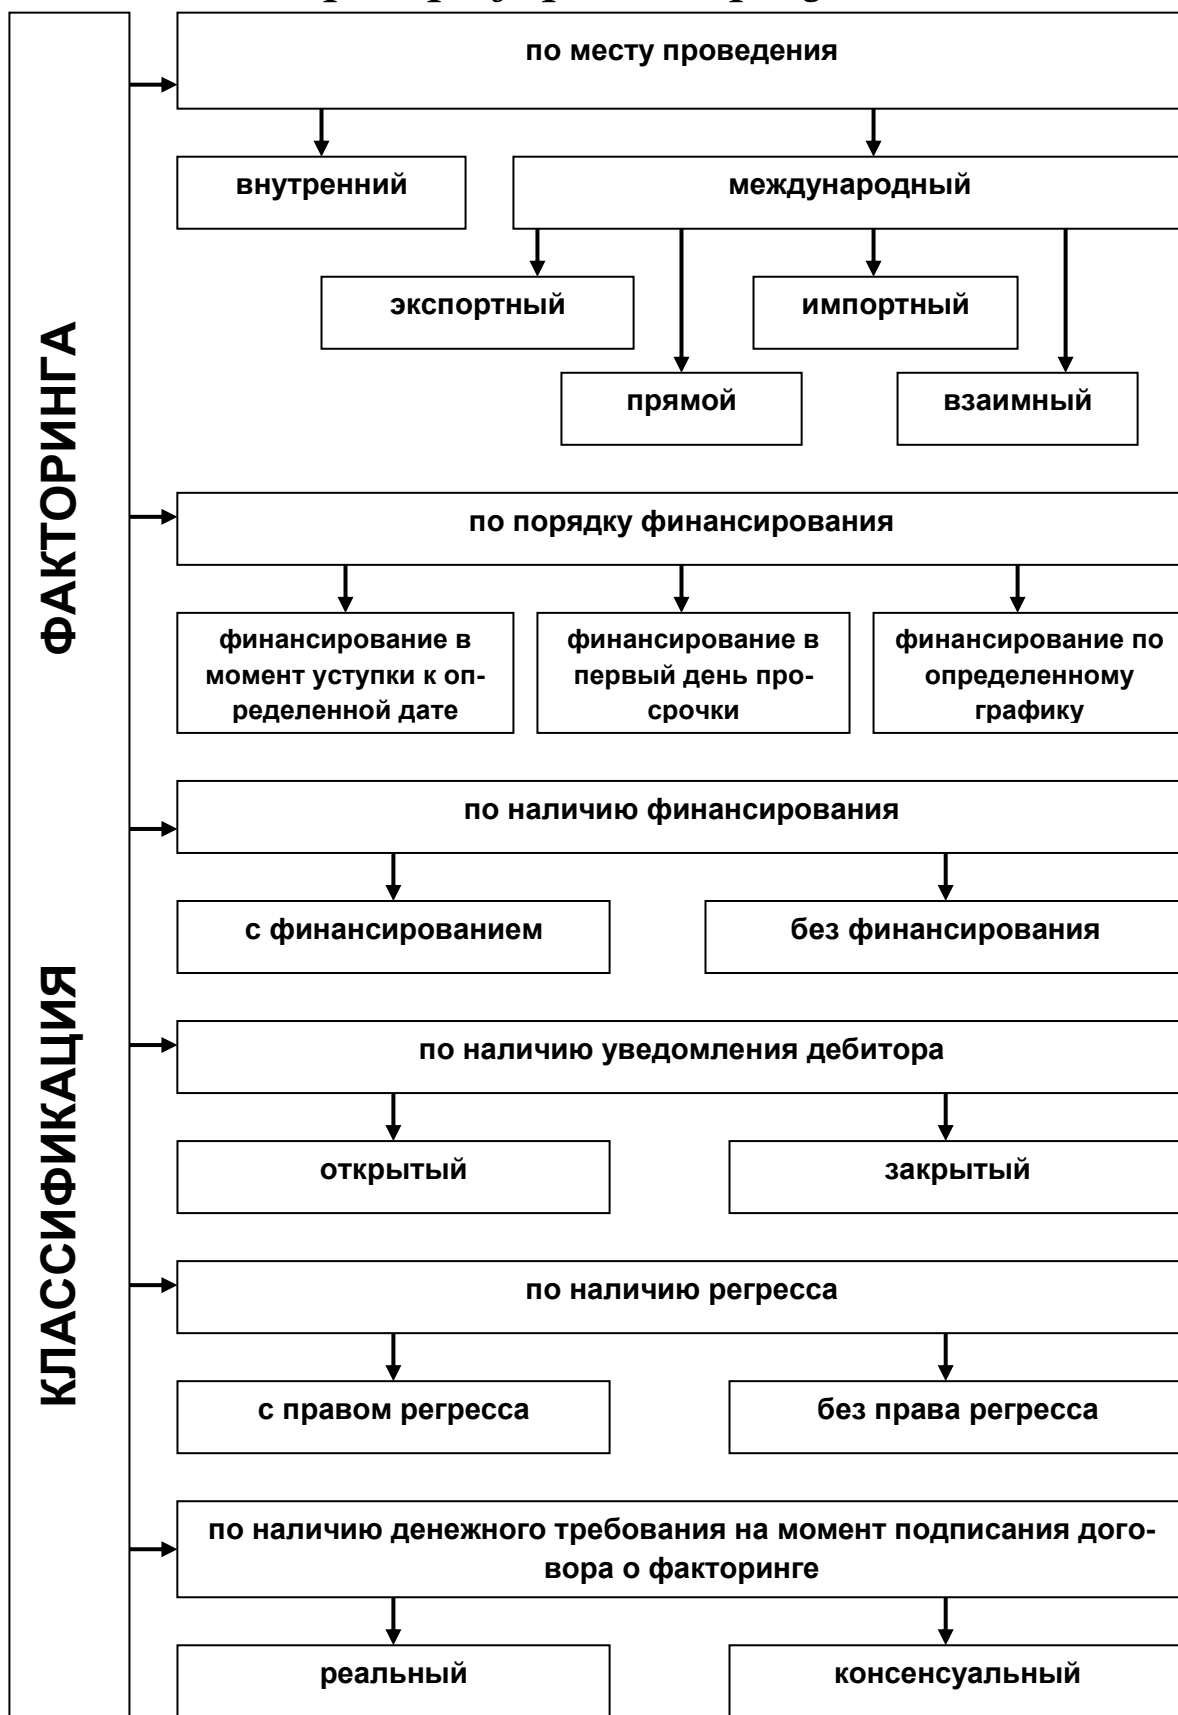 КЛАССИФИКАЦИЯ ФАКТОРИНГА
по месту проведения
внутренний
международный
экспортный
импортный
прямой
взаимный
по порядку финансирования
финансирование в
момент уступки к оп-
ределенной дате
финансирование в
первый день про-
срочки
финансирование по
определенному
графику
по наличию финансирования
с финансированием
без финансирования
по наличию уведомления дебитора
открытый
закрытый
по наличию регресса
с правом регресса
без права регресса
по наличию денежного требования на момент подписания дого-
вора о факторинге
реальный
консенсуальный